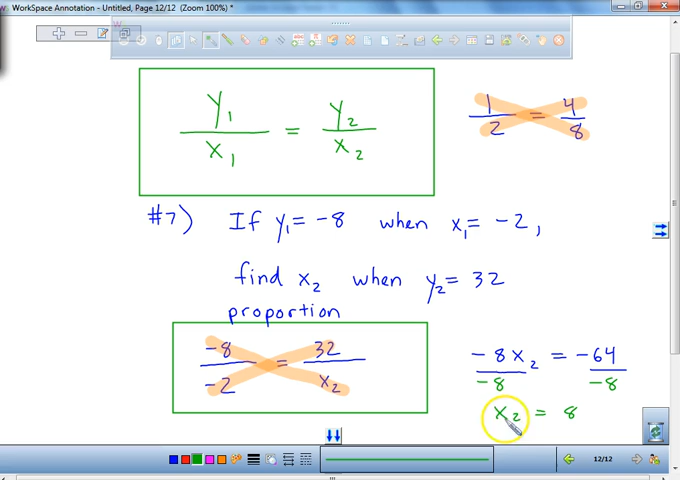 WorkSpace Annotation - Untitled, Page 12/12 (Zoom 100%) *
y₁/x₁ = y₂/x₂
1/2 = 4/8
#7) If y₁ = -8 when x₁ = -2,
find x₂ when y₂ = 32
proportion
-8/-2 = 32/x₂
-8x₂/-8 = -64/-8
x₂ = 8
12/12